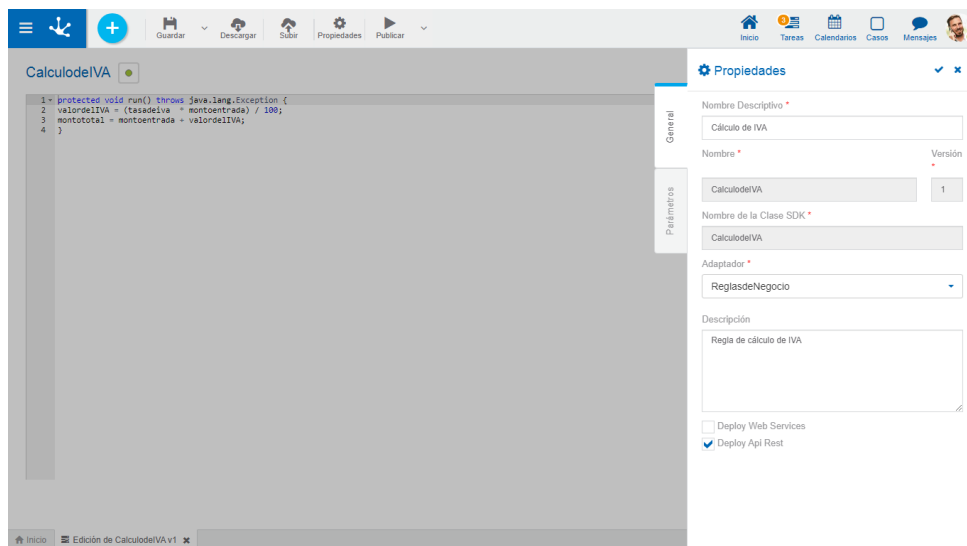 Guardar Descargar Subir Propiedades Publicar
3
Inicio Tareas Calendarios Casos Mensajes
CalculodeIVA
1 protected void run() throws java.lang.Exception {
2 valordelIVA = (tasadeiva * montoentrada) / 100;
3 montototal = montoentrada + valordelIVA;
4 }
General
Parámetros
Propiedades
Nombre Descriptivo *
Cálculo de IVA
Nombre * Versión *
CalculodeIVA 1
Nombre de la Clase SDK *
CalculodeIVA
Adaptador *
ReglasdeNegocio
Descripción
Regla de cálculo de IVA
Deploy Web Services
Deploy Api Rest
Inicio Edición de CalculodeIVA v1